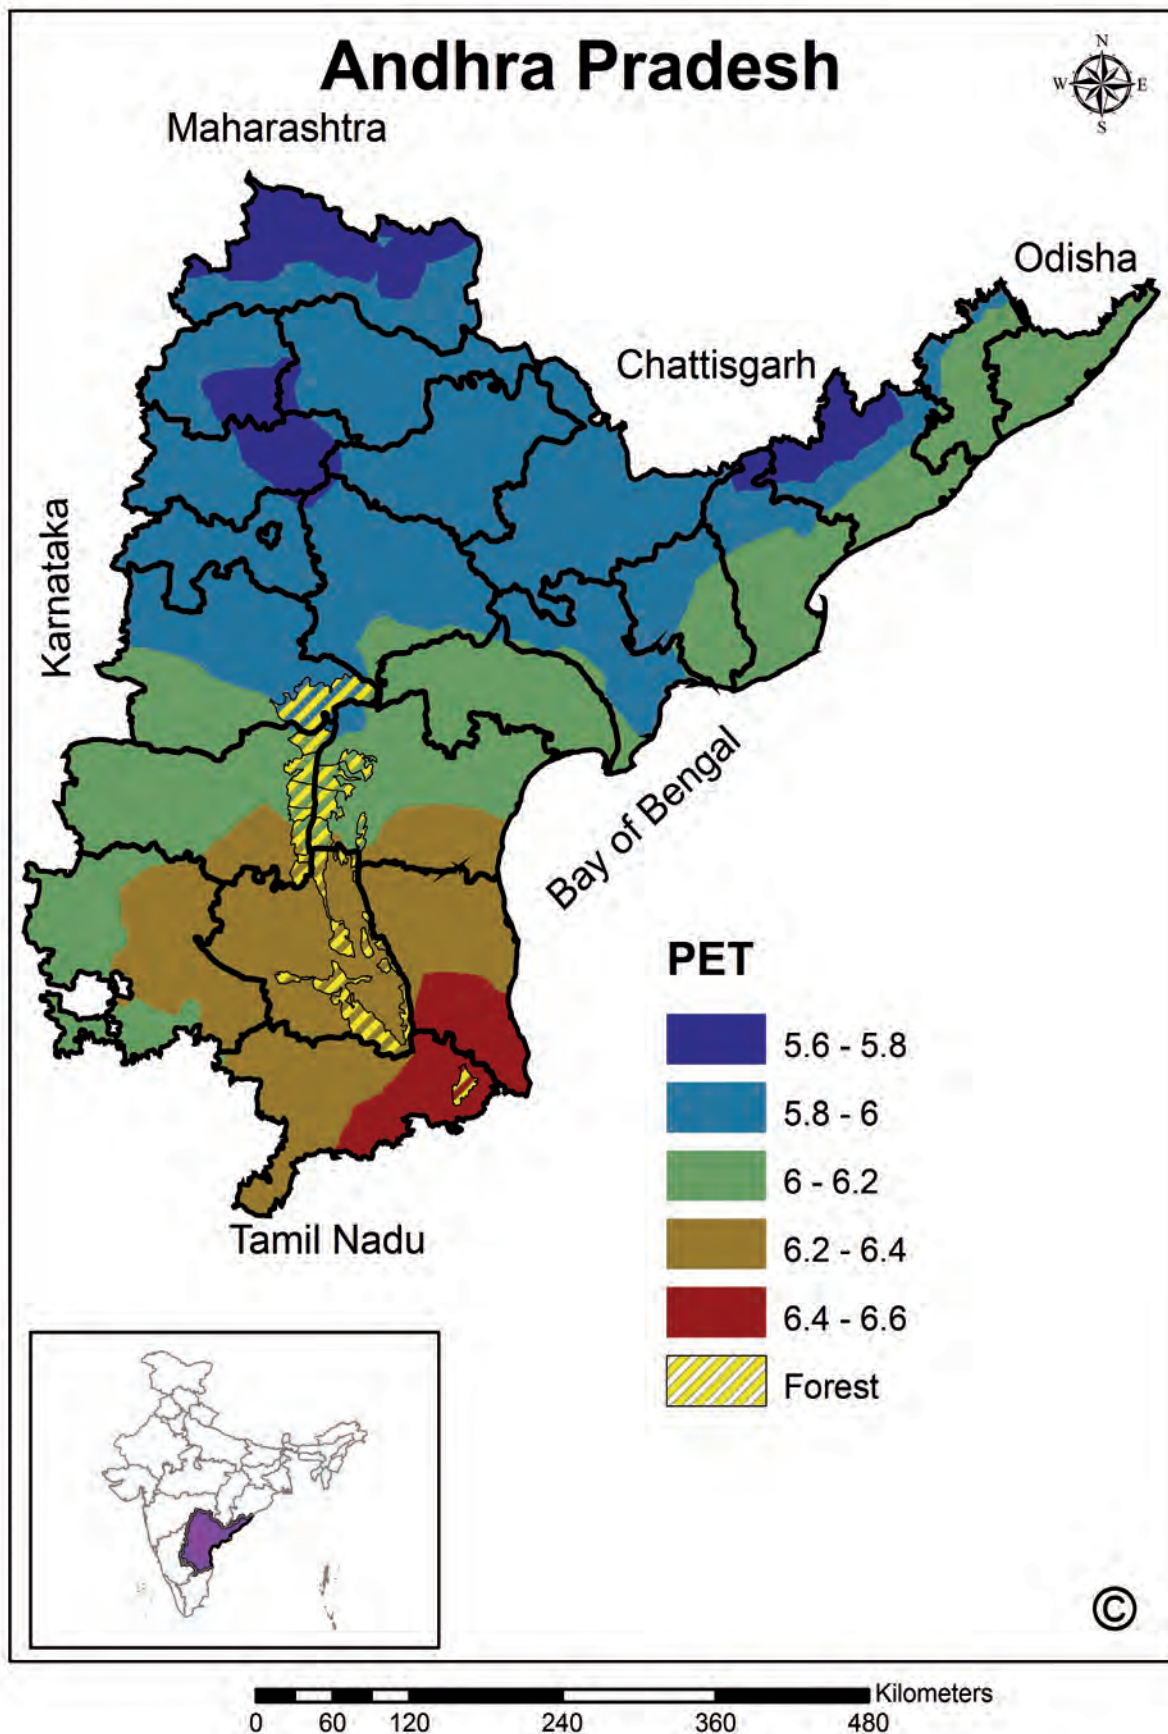 Andhra Pradesh
N
W
E
S
Maharashtra
Odisha
Chattisgarh
Karnataka
Bay of Bengal
Tamil Nadu
PET
5.6 - 5.8
5.8 - 6
6 - 6.2
6.2 - 6.4
6.4 - 6.6
Forest
©
Kilometers
0 60 120 240 360 480